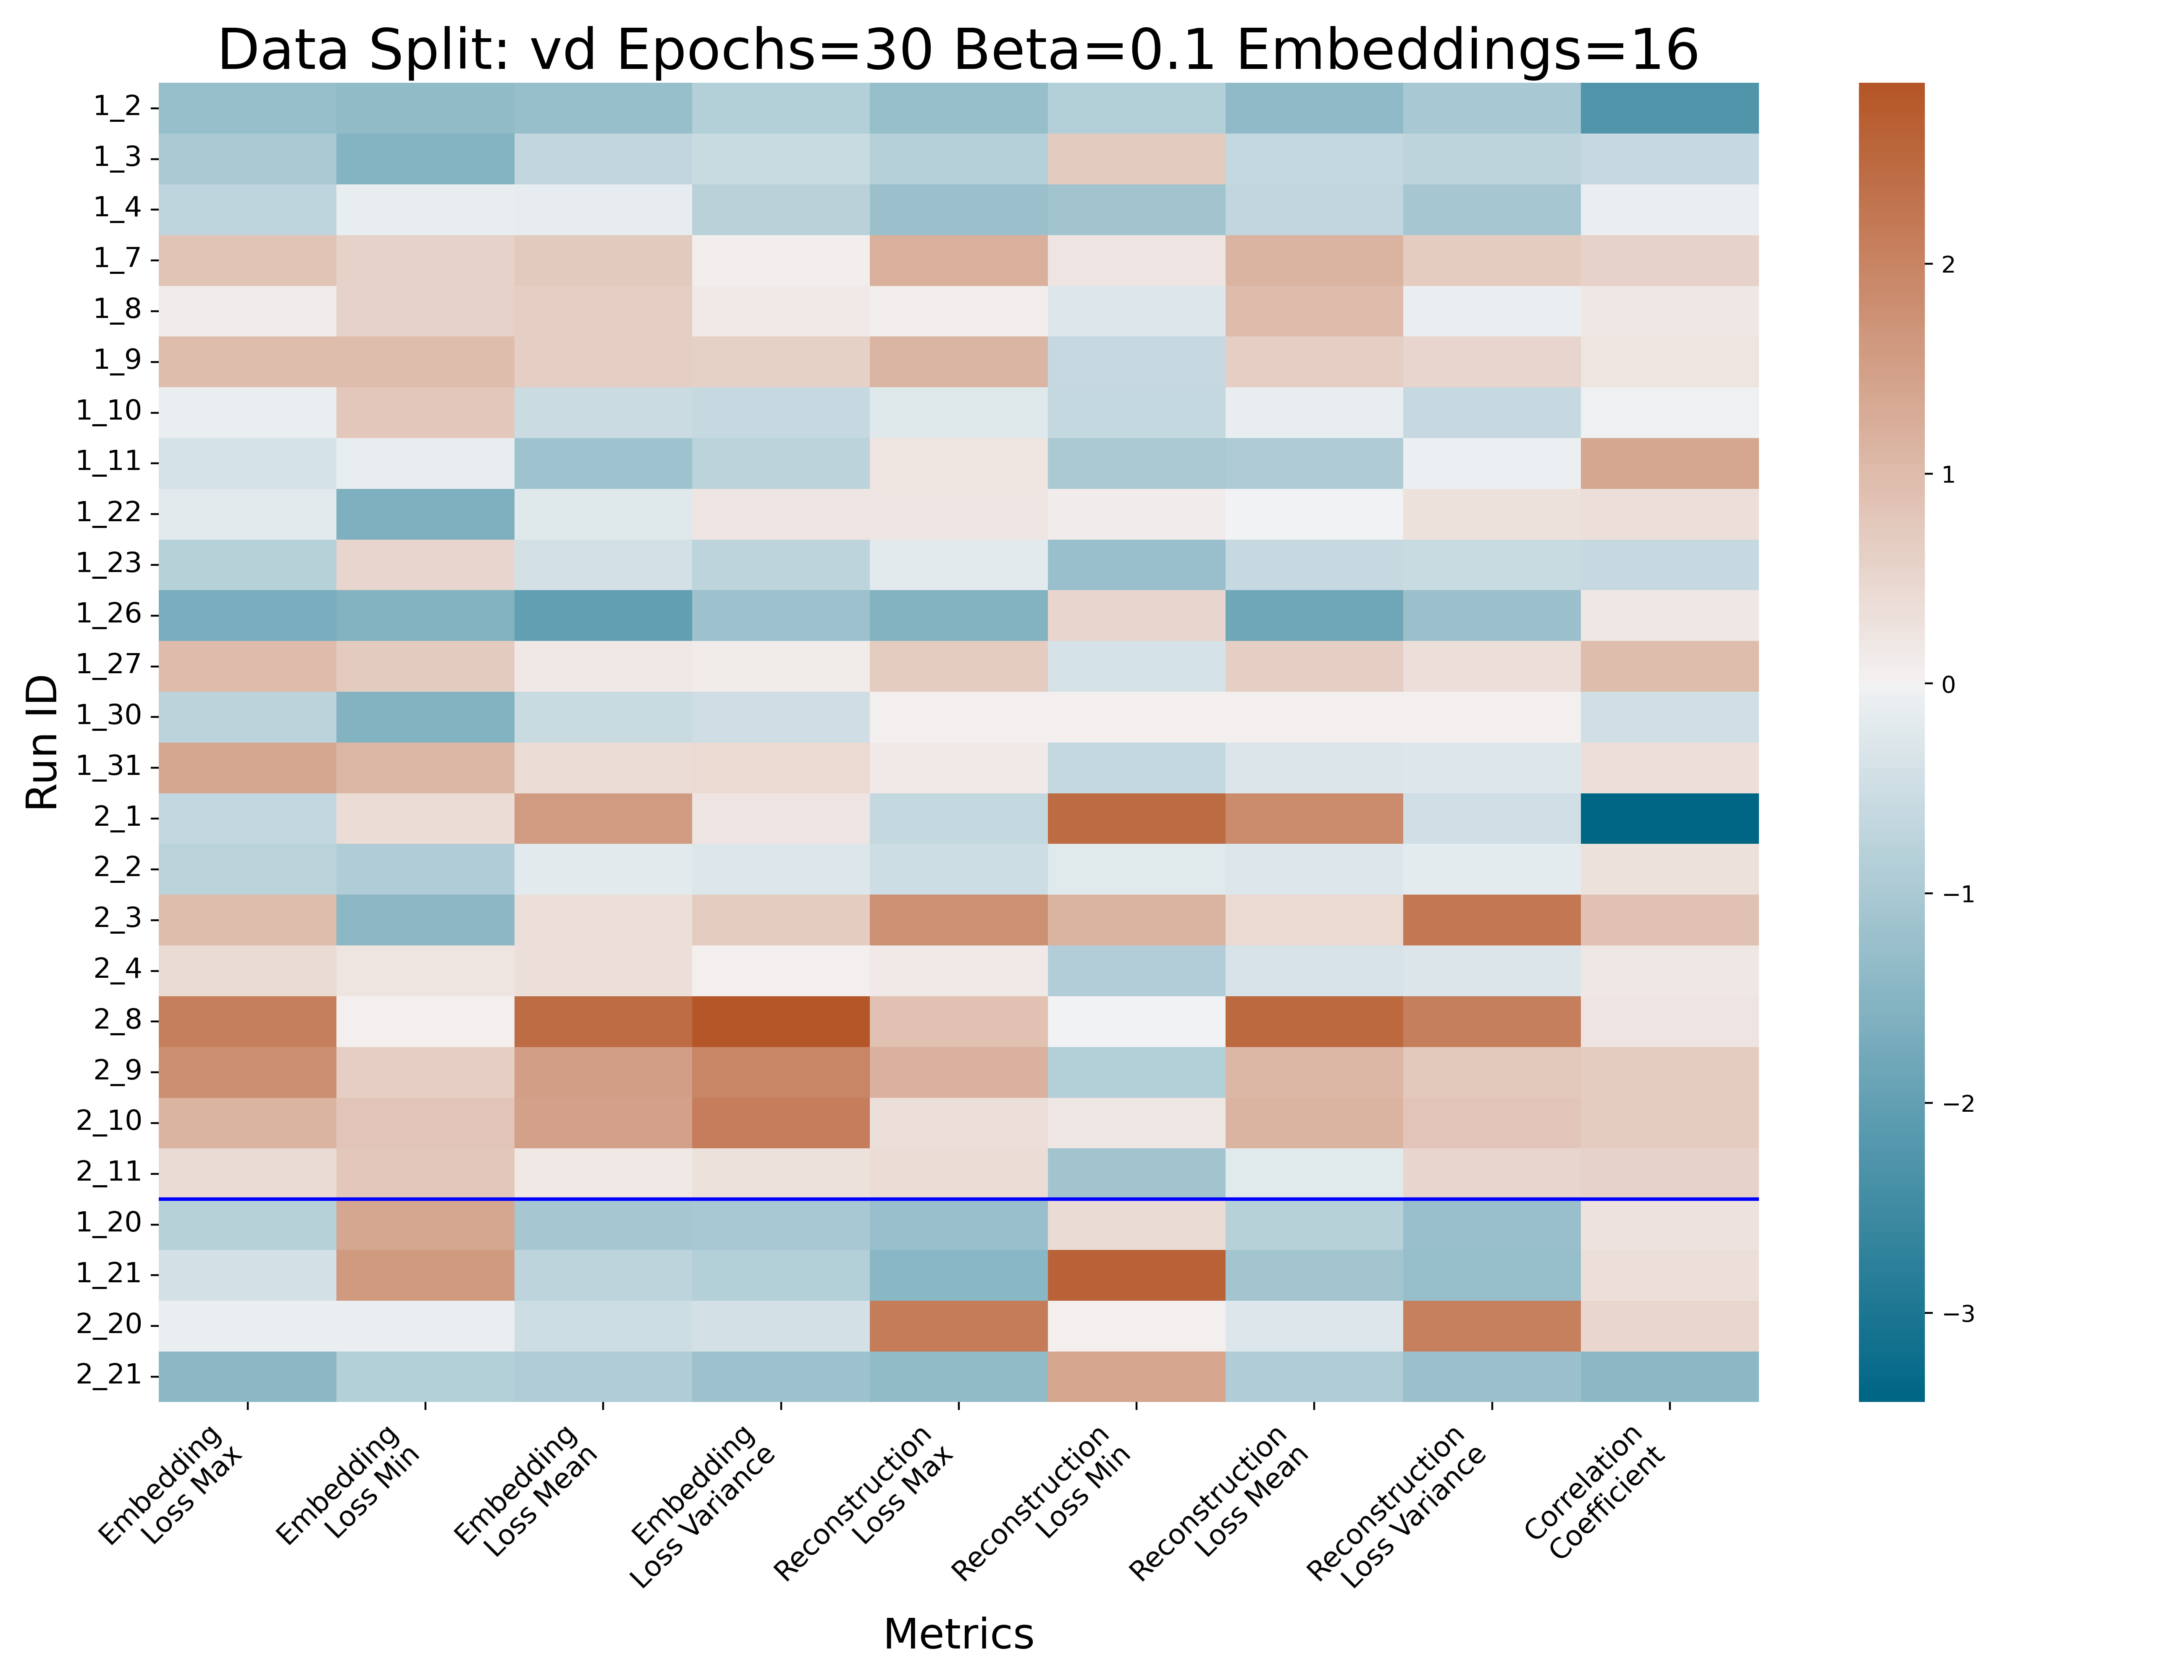 Data Split: vd Epochs=30 Beta=0.1 Embeddings=16
Run ID
1_2
1_3
1_4
1_7
1_8
1_9
1_10
1_11
1_22
1_23
1_26
1_27
1_30
1_31
2_1
2_2
2_3
2_4
2_8
2_9
2_10
2_11
1_20
1_21
2_20
2_21
Embedding
Loss Max
Embedding
Loss Min
Embedding
Loss Mean
Embedding
Loss Variance
Reconstruction
Loss Max
Reconstruction
Loss Min
Reconstruction
Loss Mean
Reconstruction
Loss Variance
Correlation
Coefficient
Metrics
2
1
0
−1
−2
−3